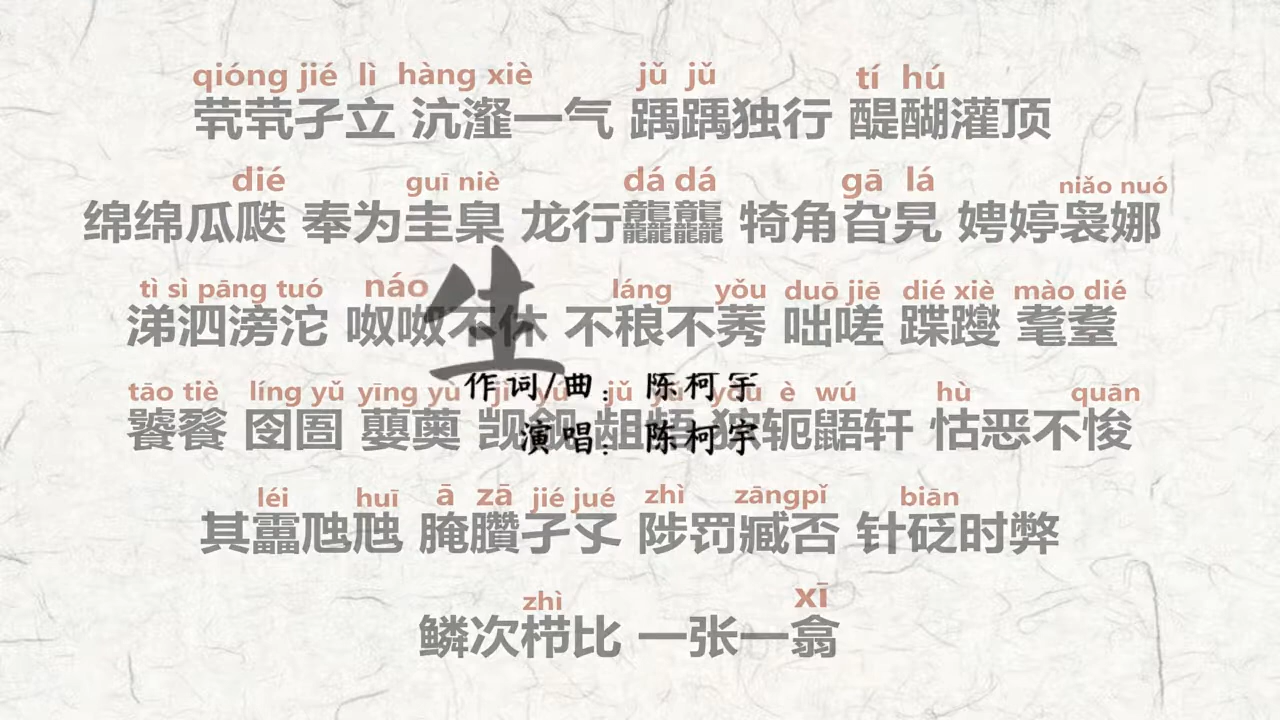 qióng jié lì hàng xiè jǔ jǔ tí hú
茕茕孑立 沆瀣一气 踽踽独行 醍醐灌顶
dié guī niè dá dá gā lá niǎo nuó
绵绵瓜瓞 奉为圭臬 龙行龘龘 犄角旮旯 娉婷袅娜
tì sì pāng tuó náo láng yǒu duō jiē dié xiè mào dié
涕泗滂沱 呶呶不休 不稂不莠 咄嗟 蹀躞 耄耋
tāo tiè líng yǔ yīng yù jì yú jǔ yǔ yǒu è wú hù quān
饕餮 囹圄 蘡薁 觊觎 龃龉 狖轭鼯轩 怙恶不悛
léi huī ā zā jié jué zhì zāngpǐ biān
其靁虺虺 腌臢孑孓 陟罚臧否 针砭时弊
zhì xī
鳞次栉比 一张一翕
生
作词/曲：陈柯宇
演唱：陈柯宇